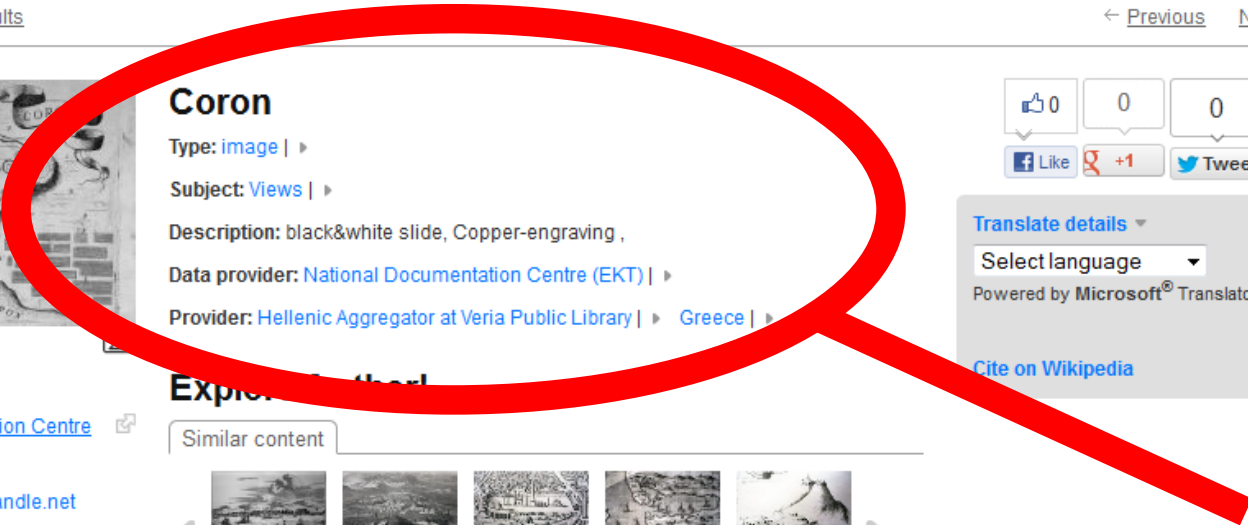 ← Previous
Coron
Type: image |
Subject: Views |
Description: black&white slide, Copper-engraving ,
Data provider: National Documentation Centre (EKT) |
Provider: Hellenic Aggregator at Veria Public Library | Greece |
0
0
0
Like
+1
Twee
Translate details
Select language
Powered by Microsoft® Translato
Cite on Wikipedia
ion Centre
Similar content
andle.net